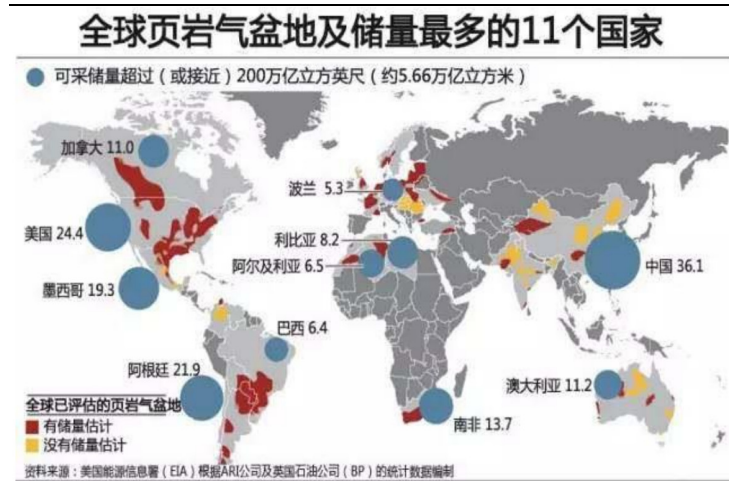 全球页岩气盆地及储量最多的11个国家
可采储量超过（或接近）200万亿立方英尺（约5.66万亿立方米）
加拿大 11.0
波兰 5.3
美国 24.4
利比亚 8.2
阿尔及利亚 6.5
中国 36.1
墨西哥 19.3
巴西 6.4
阿根廷 21.9
澳大利亚 11.2
南非 13.7
全球已评估的页岩气盆地
有储量估计
没有储量估计
资料来源：美国能源信息署（EIA）根据ARI公司及英国石油公司（BP）的统计数据编制